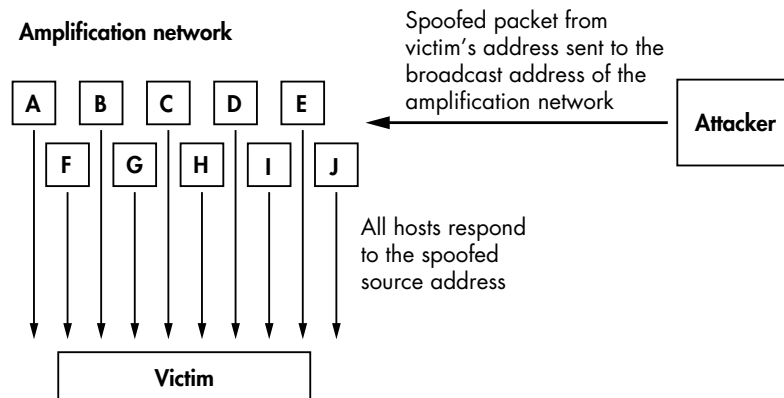 Amplification network
Spoofed packet from
victim's address sent to the
broadcast address of the
amplification network
Attacker
A B C D E
F G H I J
All hosts respond
to the spoofed
source address
Victim